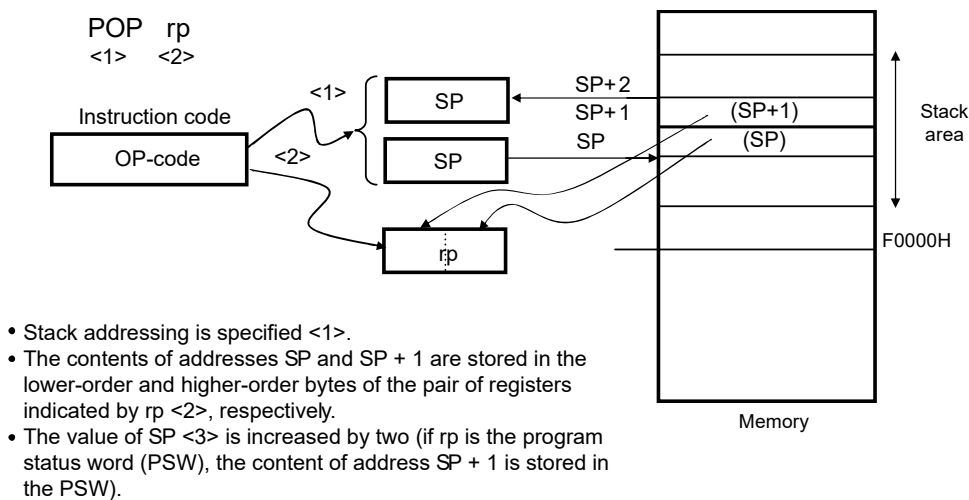 POP rp
<1> <2>
Instruction code
OP-code
<1>
<2>
SP
SP
rp
SP+2
SP+1
SP
(SP+1)
(SP)
Stack
area
F0000H
Memory
• Stack addressing is specified <1>.
• The contents of addresses SP and SP + 1 are stored in the
lower-order and higher-order bytes of the pair of registers
indicated by rp <2>, respectively.
• The value of SP <3> is increased by two (if rp is the program
status word (PSW), the content of address SP + 1 is stored in
the PSW).